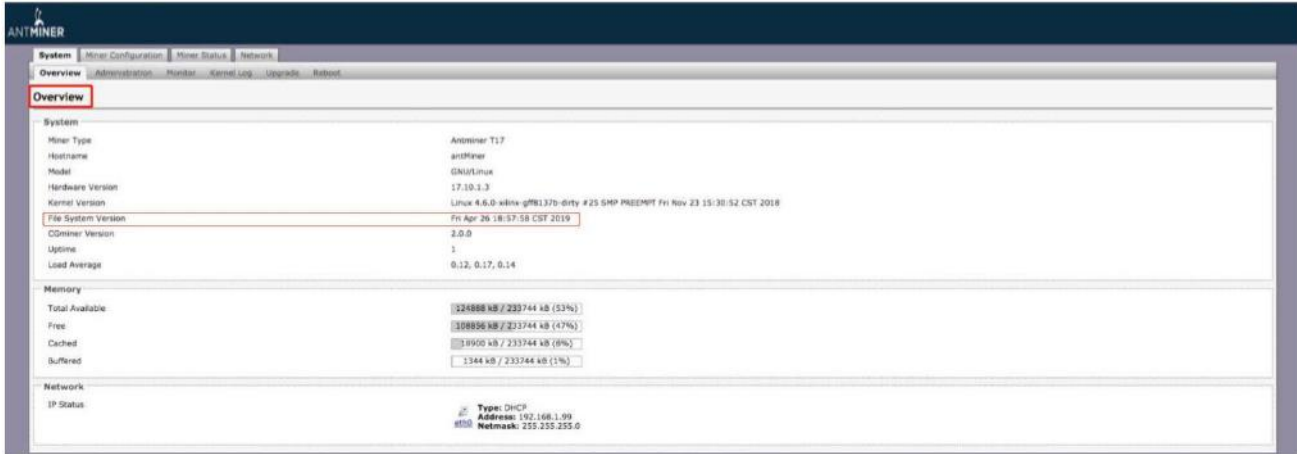 ANTMINER
System Miner Configuration Miner Status Network
Overview Administration Monitor Kernel Log Upgrade Reboot
Overview
System
Miner Type Antminer T17
Hostname antMiner
Model GNU/Linux
Hardware Version 17.10.1.3
Kernel Version Linux 4.6.0-xilinx-gff8137b-dirty #25 SMP PREEMPT Fri Nov 23 15:30:52 CST 2018
File System Version Fri Apr 26 18:57:58 CST 2019
CGminer Version 2.0.0
Uptime 1
Load Average 0.12, 0.17, 0.14
Memory
Total Available 124888 kB / 233744 kB (53%)
Free 108856 kB / 233744 kB (47%)
Cached 18900 kB / 233744 kB (8%)
Buffered 1344 kB / 233744 kB (1%)
Network
IP Status
Type: DHCP
Address: 192.168.1.99
eth0 Netmask: 255.255.255.0